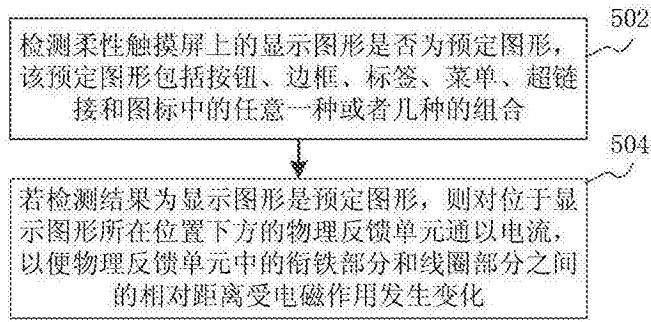 502
检测柔性触摸屏上的显示图形是否为预定图形，
该预定图形包括按钮、边框、标签、菜单、超链
接和图标中的任意一种或者几种的组合
504
若检测结果为显示图形是预定图形，则对位于显
示图形所在位置下方的物理反馈单元通以电流，
以便物理反馈单元中的衔铁部分和线圈部分之间
的相对距离受电磁作用发生变化